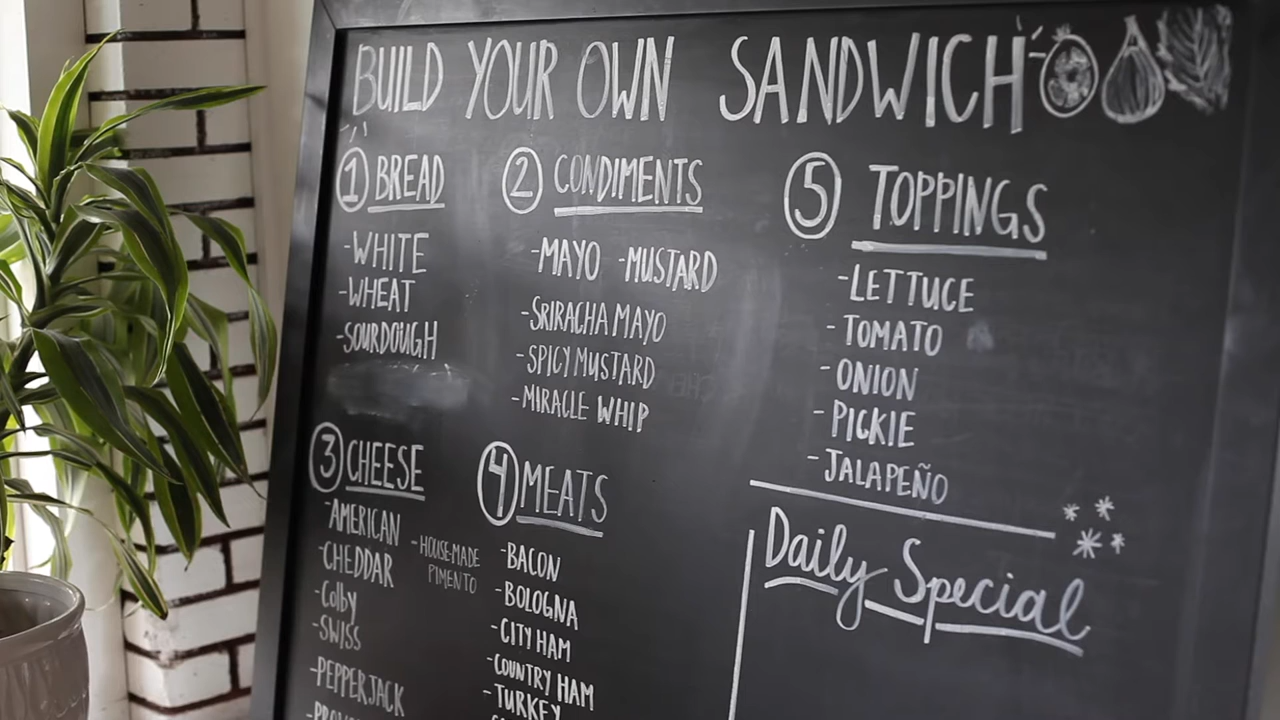 BUILD YOUR OWN SANDWICH
1 BREAD
-WHITE
-WHEAT
-SOURDOUGH
2 CONDIMENTS
-MAYO -MUSTARD
-SRIRACHA MAYO
-SPICY MUSTARD
-MIRACLE WHIP
3 CHEESE
-AMERICAN
-CHEDDAR
-Colby
-SWISS
-PEPPERJACK
-HOUSE-MADE
PIMENTO
4 MEATS
-BACON
-BOLOGNA
-CITY HAM
-COUNTRY HAM
-TURKEY
5 TOPPINGS
-LETTUCE
-TOMATO
-ONION
-PICKIE
-JALAPEÑO
Daily Special